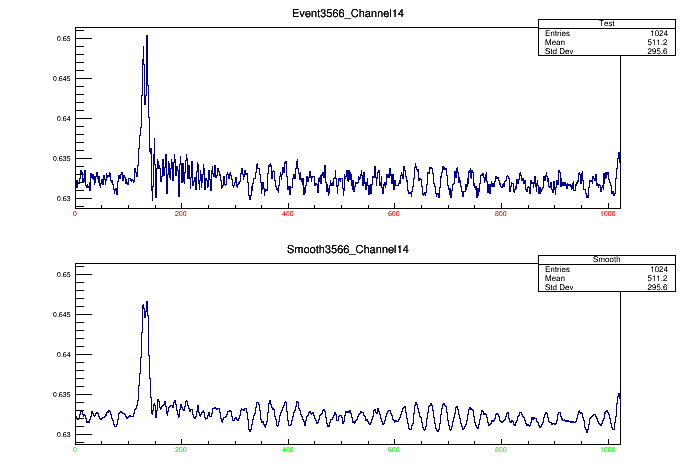 Event3566_Channel14
Test
Entries 1024
Mean 511.2
Std Dev 295.6
0.65
0.645
0.64
0.635
0.63
0 200 400 600 800 1000
Smooth3566_Channel14
Smooth
Entries 1024
Mean 511.2
Std Dev 295.6
0.65
0.645
0.64
0.635
0.63
0 200 400 600 800 1000